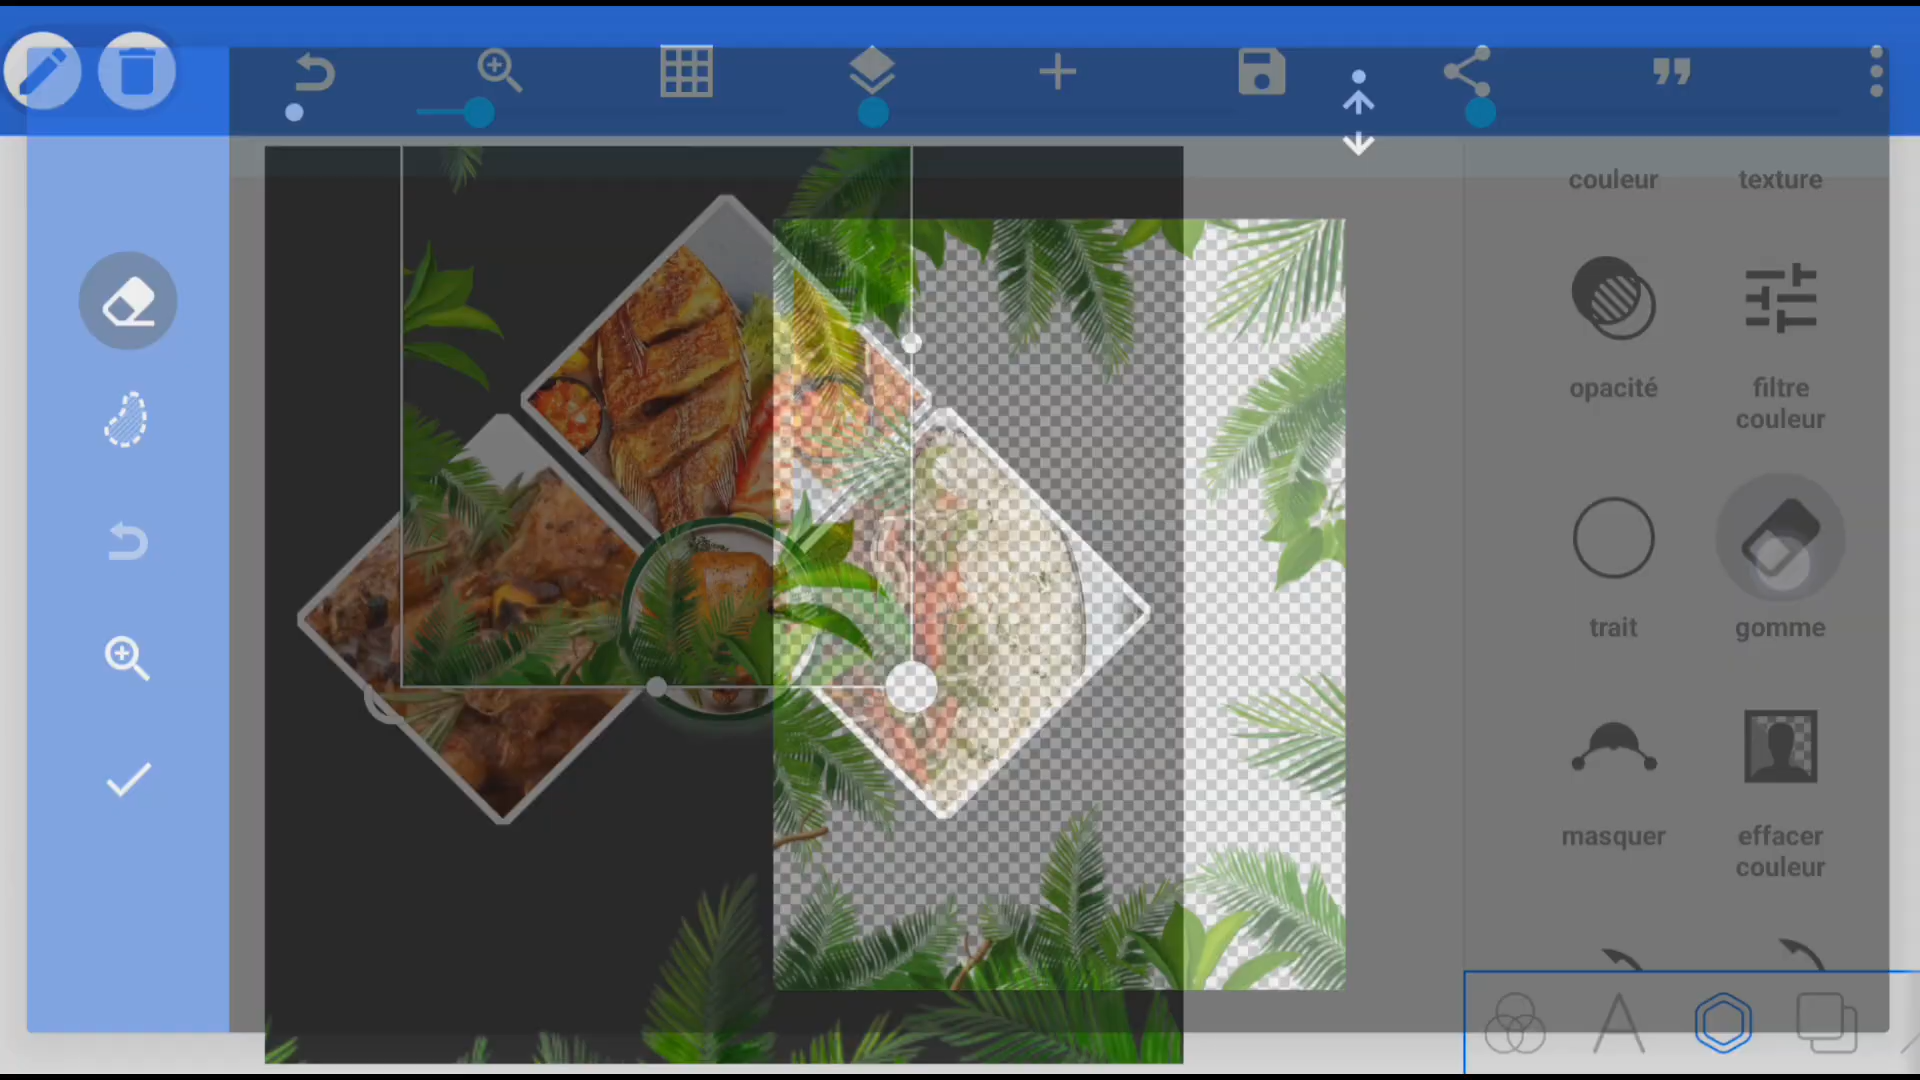 couleur texture
opacité filtre
couleur
trait gomme
masquer effacer
couleur